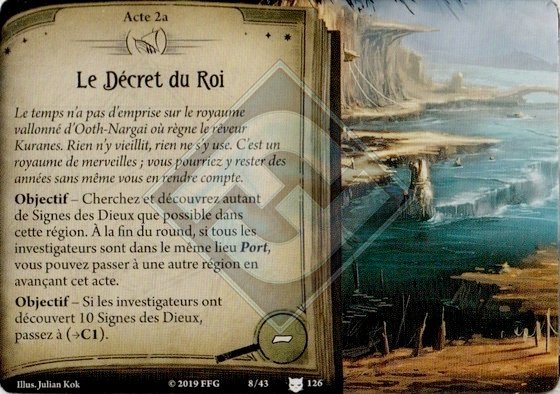 Acte 2a
Le Décret du Roi
Le temps n'a pas d'emprise sur le royaume
vallonné d'Ooth-Nargai où règne le rêveur
Kuranes. Rien n'y vieillit, rien ne s'y use. C'est un
royaume de merveilles ; vous pourriez y rester des
années sans même vous en rendre compte.
Objectif – Cherchez et découvrez autant
de Signes des Dieux que possible dans
cette région. À la fin du round, si tous les
investigateurs sont dans le même lieu Port,
vous pouvez passer à une autre région en
avançant cet acte.
Objectif – Si les investigateurs ont
découvert 10 Signes des Dieux,
passez à (→C1).
–
Illus. Julian Kok
© 2019 FFG
8/43
126